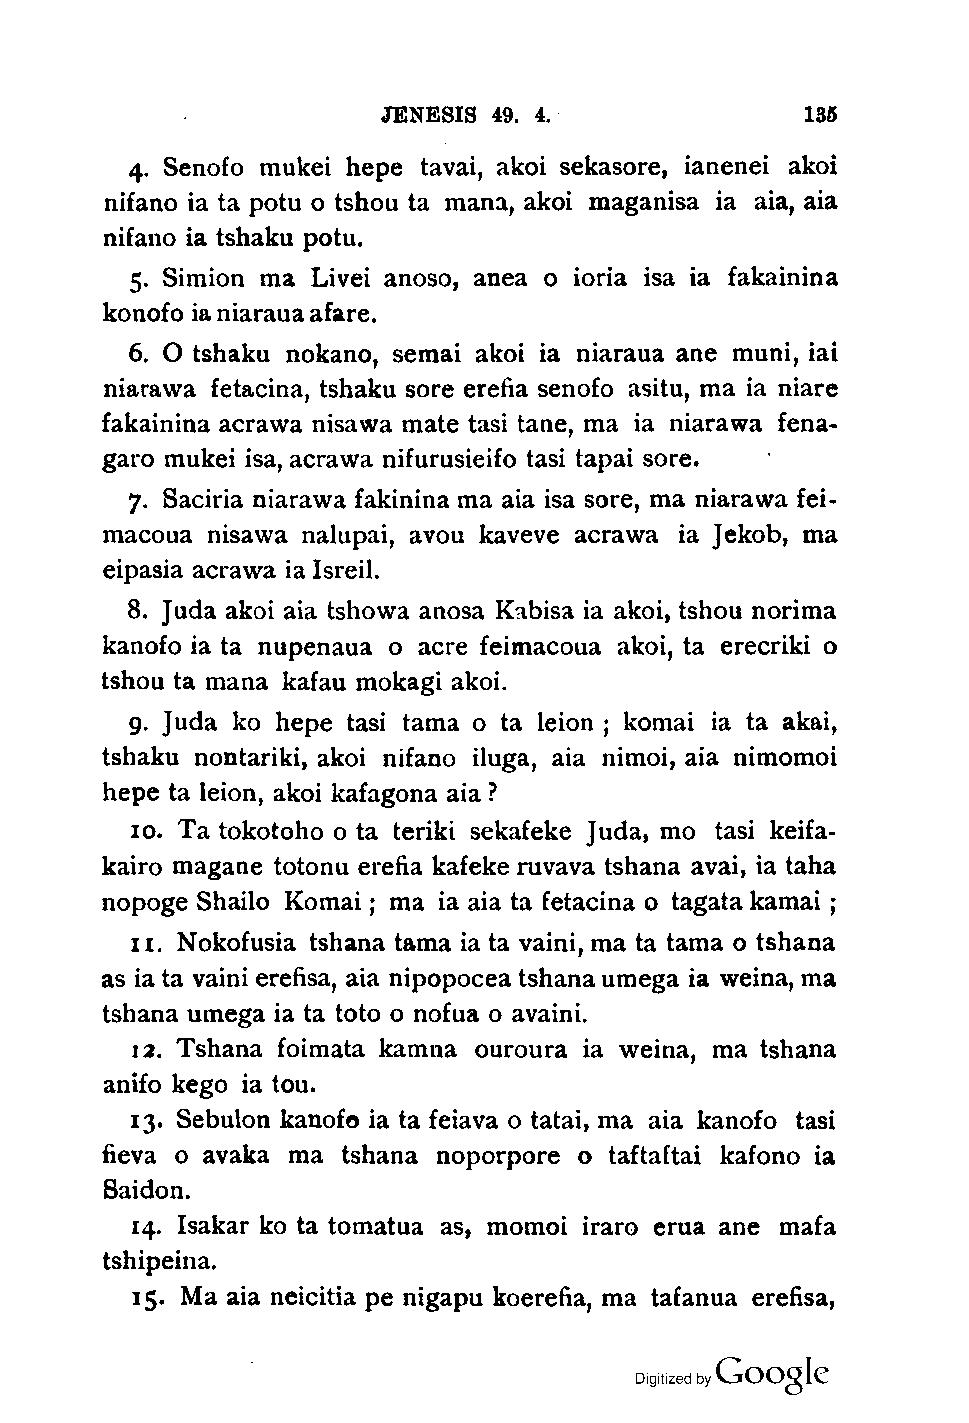 JENESIS 49. 4. 135
4. Senofo mukei hepe tavai, akoi sekasore, ianenei akoi
nifano ia ta potu o tshou ta mana, akoi maganisa ia aia, aia
nifano ia tshaku potu.
5. Simion ma Livei anoso, anea o ioria isa ia fakainina
konofo ia niaraua afare.
6. O tshaku nokano, semai akoi ia niaraua ane muni, iai
niarawa fetacina, tshaku sore erefia senofo asitu, ma ia niare
fakainina acrawa nisawa mate tasi tane, ma ia niarawa fena-
garo mukei isa, acrawa nifurusieifo tasi tapai sore.
7. Saciria niarawa fakinina ma aia isa sore, ma niarawa fei-
macoua nisawa nalupai, avou kaveve acrawa ia Jekob, ma
eipasia acrawa ia Isreil.
8. Juda akoi aia tshowa anosa Kabisa ia akoi, tshou norima
kanofo ia ta nupenaua o acre feimacoua akoi, ta erecriki o
tshou ta mana kafau mokagi akoi.
9. Juda ko hepe tasi tama o ta leion ; komai ia ta akai,
tshaku nontariki, akoi nifano iluga, aia nimoi, aia nimomoi
hepe ta leion, akoi kafagona aia ?
10. Ta tokotoho o ta teriki sekafeke Juda, mo tasi keifa-
kairo magane totonu erefia kafeke ruvava tshana avai, ia taha
nopoge Shailo Komai ; ma ia aia ta fetacina o tagata kamai ;
11. Nokofusia tshana tama ia ta vaini, ma ta tama o tshana
as ia ta vaini erefisa, aia nipopocea tshana umega ia weina, ma
tshana umega ia ta toto o nofua o avaini.
12. Tshana foimata kamna ouroura ia weina, ma tshana
anifo kego ia tou.
13. Sebulon kanofo ia ta feiava o tatai, ma aia kanofo tasi
fieva o avaka ma tshana noporpore o taftaftai kafono ia
Saidon.
14. Isakar ko ta tomatua as, momoi iraro erua ane mafa
tshipeina.
15. Ma aia neicitia pe nigapu koerefia, ma tafanua erefisa,
Digitized by Google